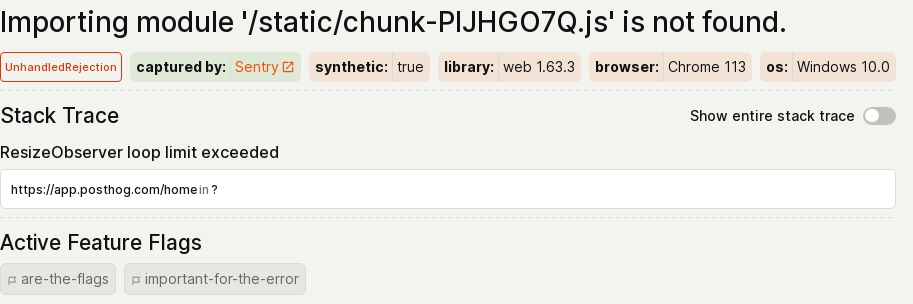 Importing module '/static/chunk-PIJHGO7Q.js' is not found.
UnhandledRejection captured by: Sentry synthetic: true library: web 1.63.3 browser: Chrome 113 os: Windows 10.0
Stack Trace Show entire stack trace
ResizeObserver loop limit exceeded
https://app.posthog.com/home in ?
Active Feature Flags
are-the-flags important-for-the-error